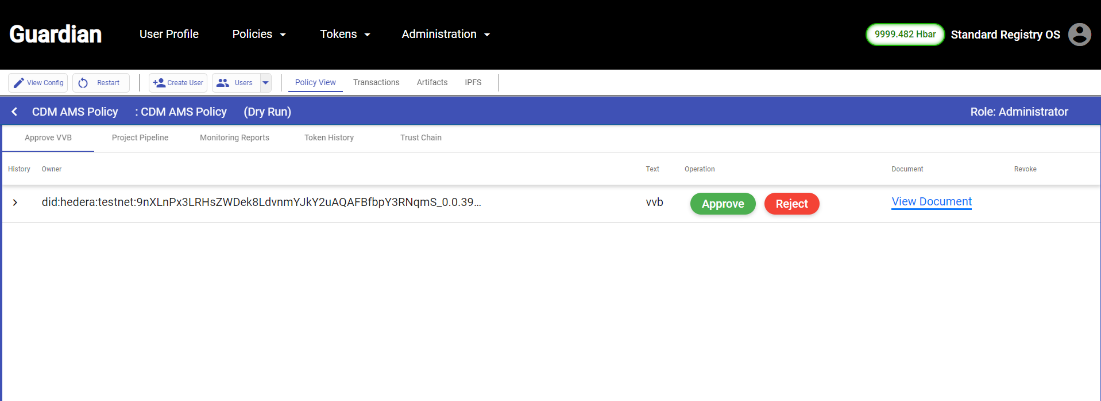 Guardian User Profile Policies Tokens Administration 9999.482 Hbar Standard Registry OS
View Config Restart Create User Users Policy View Transactions Artifacts IPFS
CDM AMS Policy : CDM AMS Policy (Dry Run) Role: Administrator
Approve VVB Project Pipeline Monitoring Reports Token History Trust Chain
History Owner Text Operation Document Revoke
did:hedera:testnet:9nXLnPx3LRHsZWDek8LdvnmYJkY2uAQAFBfbpY3RNqmS_0.0.39... vvb Approve Reject View Document